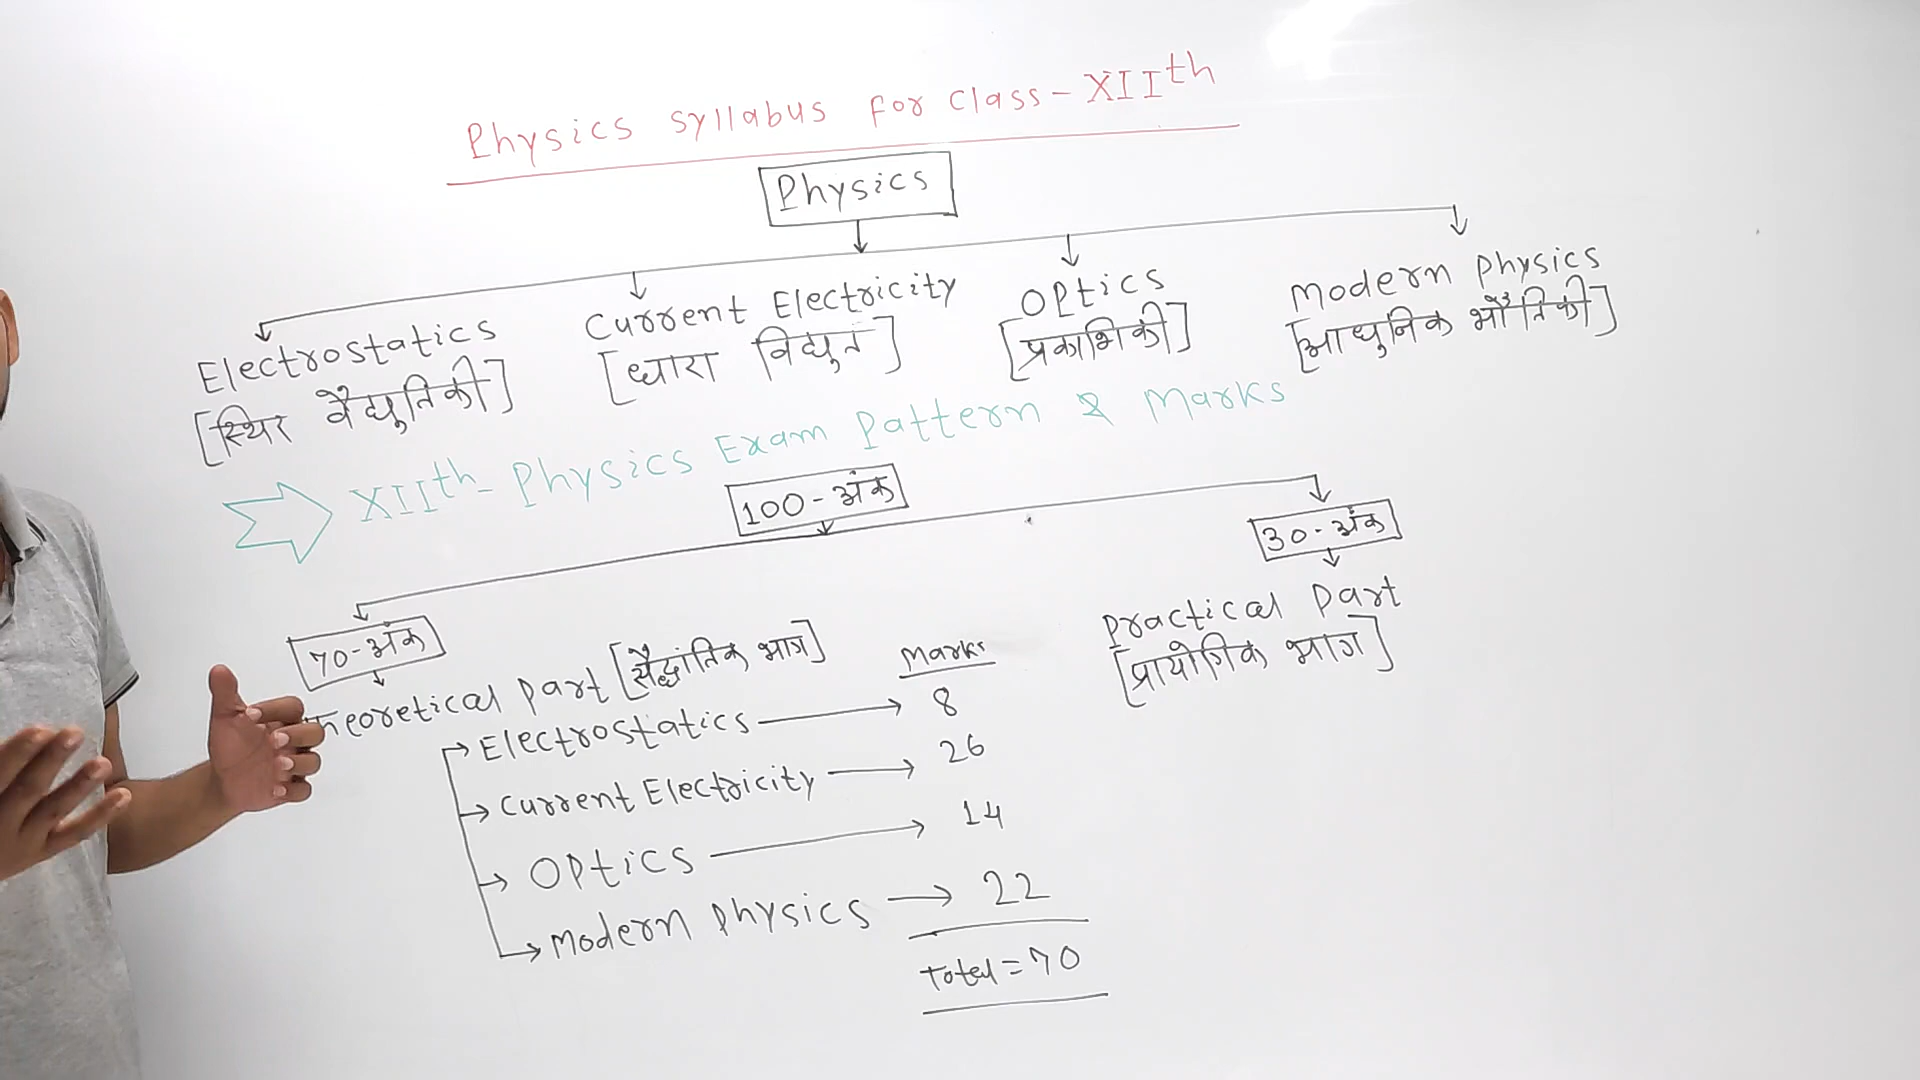 Physics syllabus for class-XIIth
Physics
Electrostatics
[स्थिर वैद्युतिकी]
Current Electricity
[धारा विद्युत]
Optics
[प्रकाशिकी]
Modern Physics
[आधुनिक भौतिकी]
XIIth-Physics Exam Pattern & Marks
100-अंक
70-अंक
30-अंक
Theoretical part [सैद्धांतिक भाग]
Marks
Practical Part
[प्रायोगिक भाग]
Electrostatics → 8
Current Electricity → 26
Optics → 14
Modern physics → 22
Total = 70